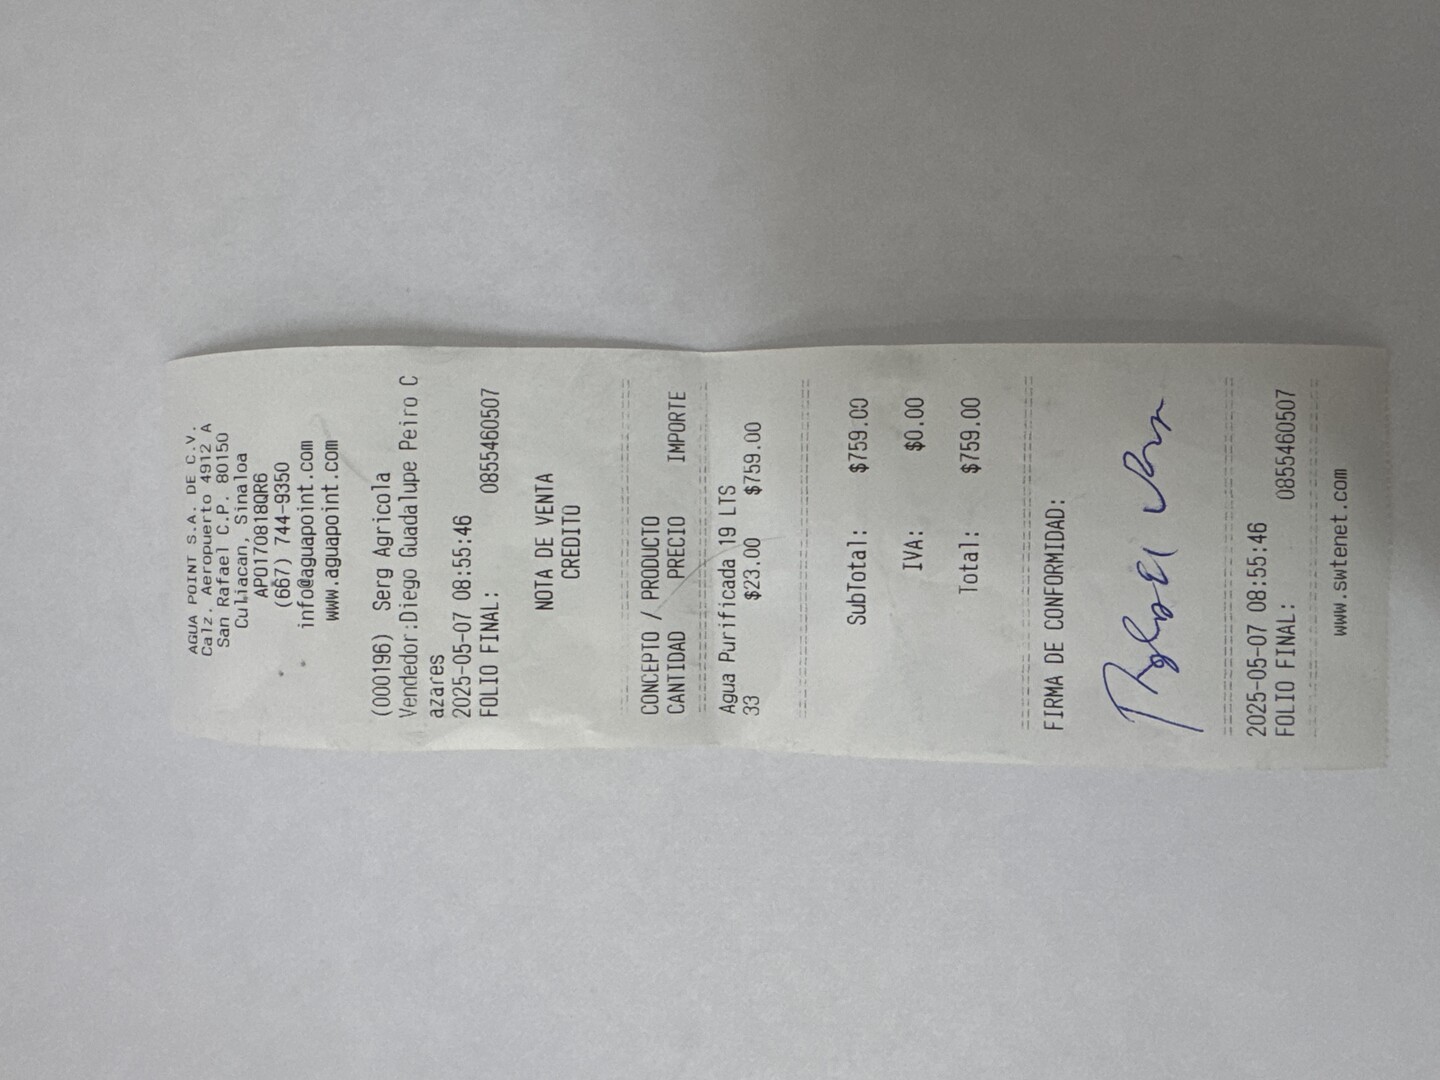 AGUA POINT S.A. DE C.V.
Calz. Aeropuerto 4912 A
San Rafael C.P. 80150
Culiacan, Sinaloa
APO170818QR6
(667) 744-9350
info@aguapoint.com
www.aguapoint.com
(000196) Serg Agricola
Vendedor:Diego Guadalupe Peiro C
azares
2025-05-07 08:55:46
FOLIO FINAL: 0855460507
NOTA DE VENTA
CREDITO
CONCEPTO / PRODUCTO
CANTIDAD PRECIO IMPORTE
Agua Purificada 19 LTS
33 $23.00 $759.00
SubTotal: $759.00
IVA: $0.00
Total: $759.00
FIRMA DE CONFORMIDAD:
2025-05-07 08:55:46
FOLIO FINAL: 0855460507
www.swtenet.com